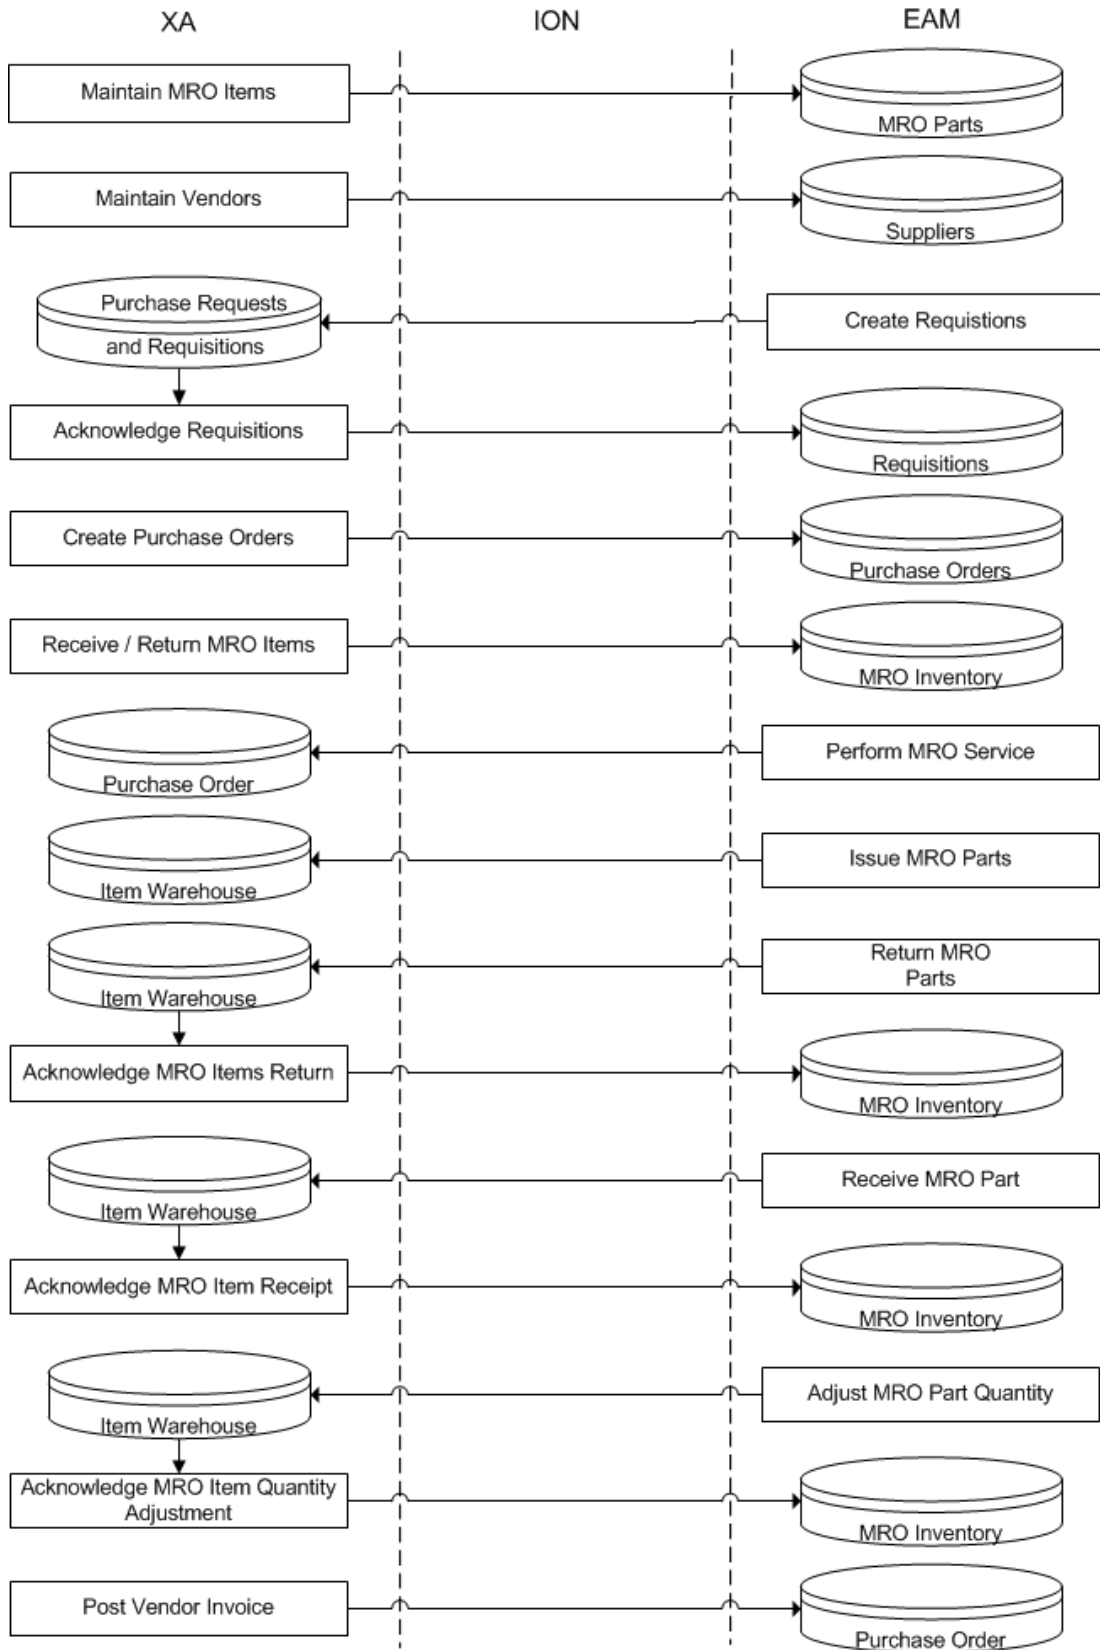 XA
ION
EAM
Maintain MRO Items
MRO Parts
Maintain Vendors
Suppliers
Purchase Requests
and Requisitions
Create Requistions
Acknowledge Requisitions
Requisitions
Create Purchase Orders
Purchase Orders
Receive / Return MRO Items
MRO Inventory
Purchase Order
Perform MRO Service
Item Warehouse
Issue MRO Parts
Item Warehouse
Return MRO
Parts
Acknowledge MRO Items Return
MRO Inventory
Item Warehouse
Receive MRO Part
Acknowledge MRO Item Receipt
MRO Inventory
Item Warehouse
Adjust MRO Part Quantity
Acknowledge MRO Item Quantity
Adjustment
MRO Inventory
Post Vendor Invoice
Purchase Order